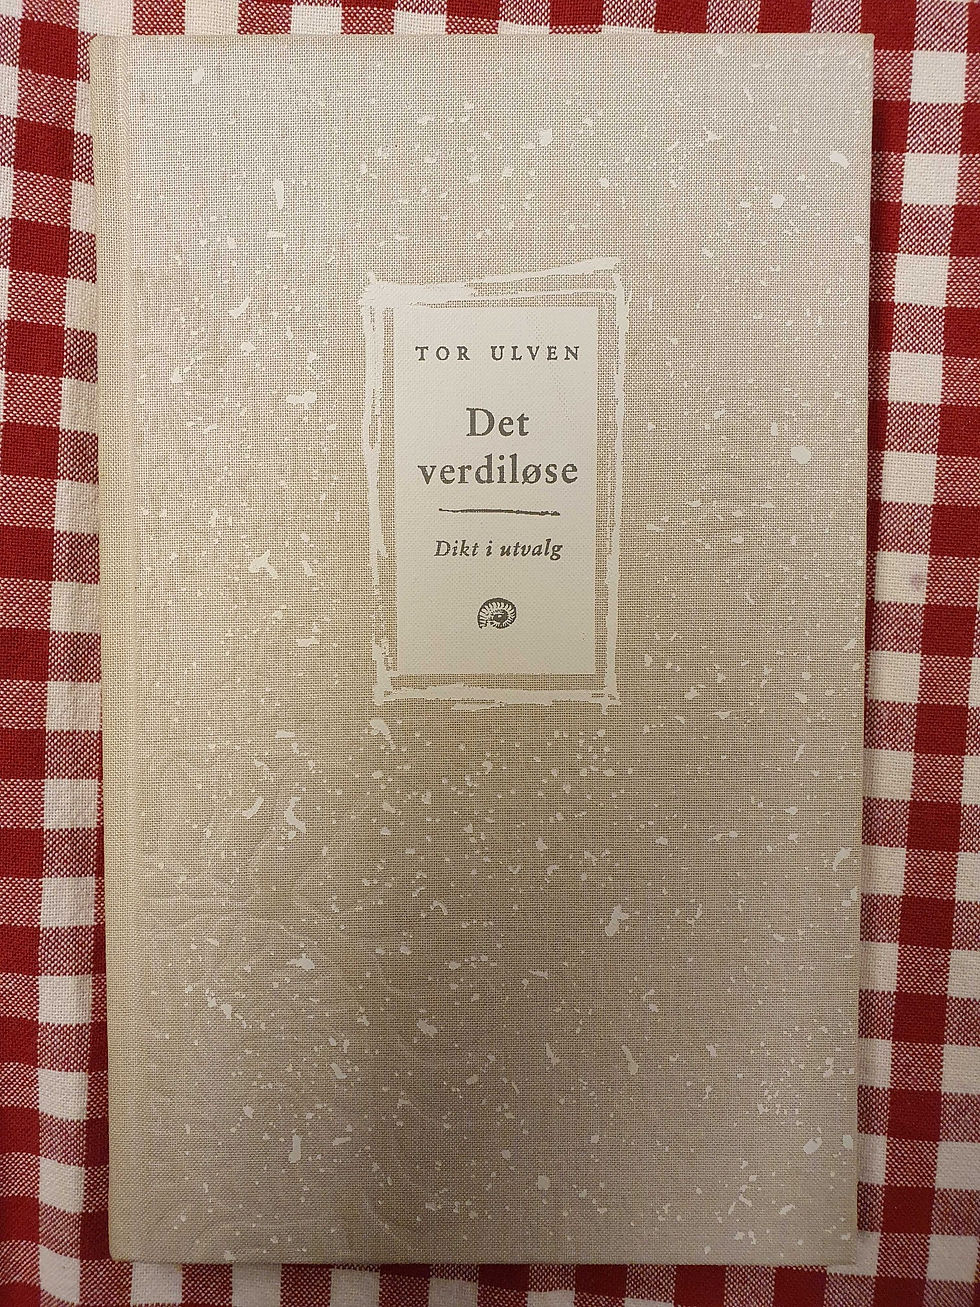 TOR ULVEN
Det
verdiløse
Dikt i utvalg